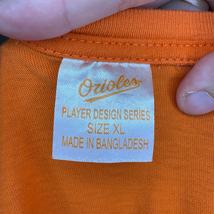 Orioles
PLAYER DESIGN SERIES
SIZE XL
MADE IN BANGLADESH